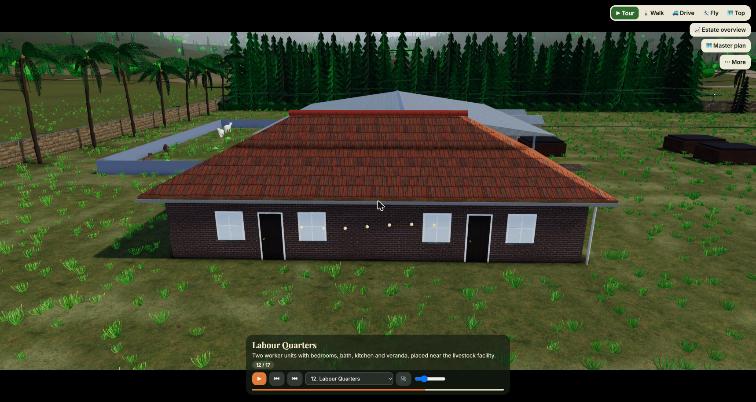 Tour
Walk
Drive
Fly
Top
Estate overview
Master plan
More
Labour Quarters
Two worker units with bedrooms, bath, kitchen and veranda, placed near the livestock facility.
12 / 17
12. Labour Quarters